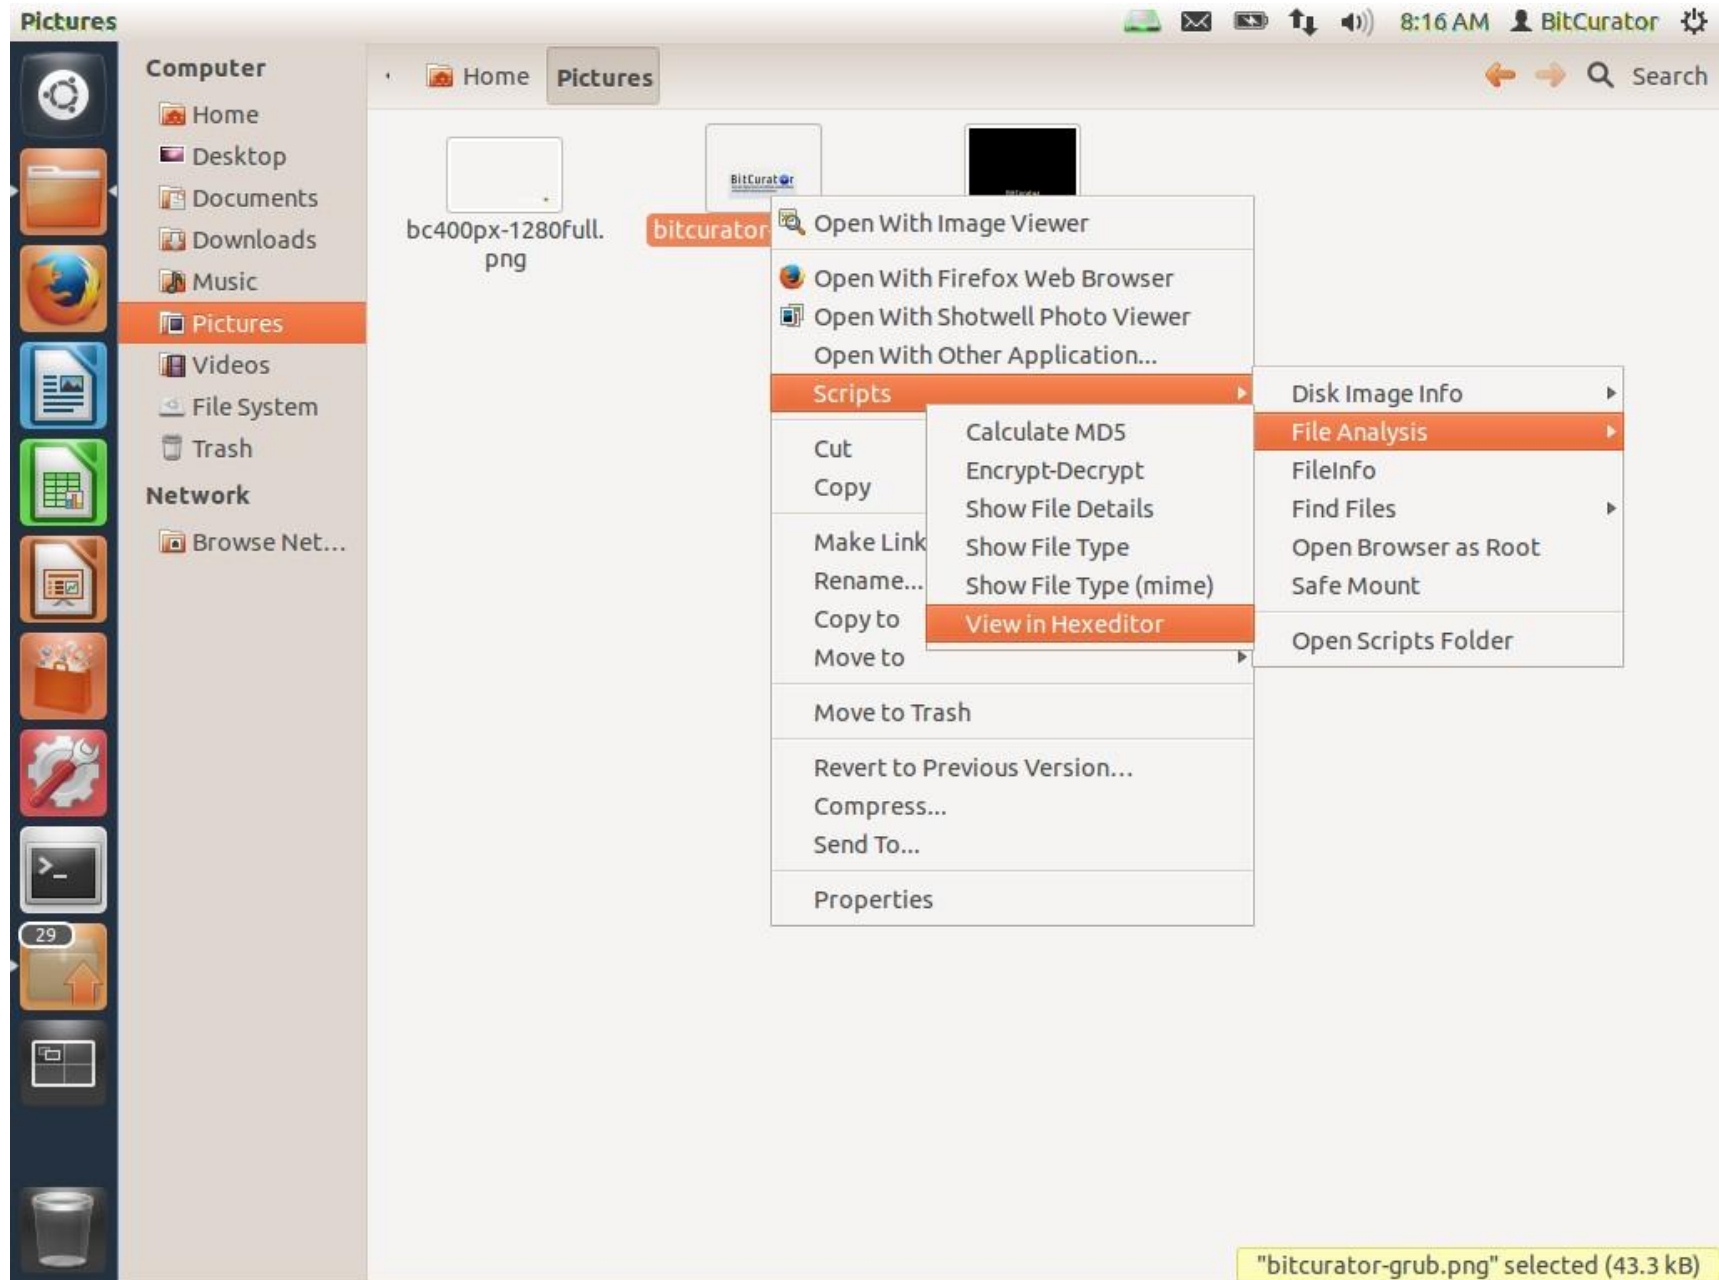 Pictures
8:16 AM BitCurator
Computer
Home
Desktop
Documents
Downloads
Music
Pictures
Videos
File System
Trash
Network
Browse Net...
Home Pictures
Search
bc400px-1280full.
png
BitCurator
bitcurator-
Open With Image Viewer
Open With Firefox Web Browser
Open With Shotwell Photo Viewer
Open With Other Application...
Scripts
Cut
Copy
Make Link
Rename...
Copy to
Move to
Move to Trash
Revert to Previous Version...
Compress...
Send To...
Properties
Disk Image Info
File Analysis
FileInfo
Find Files
Open Browser as Root
Safe Mount
Open Scripts Folder
Calculate MD5
Encrypt-Decrypt
Show File Details
Show File Type
Show File Type (mime)
View in Hexeditor
29
>_
"bitcurator-grub.png" selected (43.3 kB)